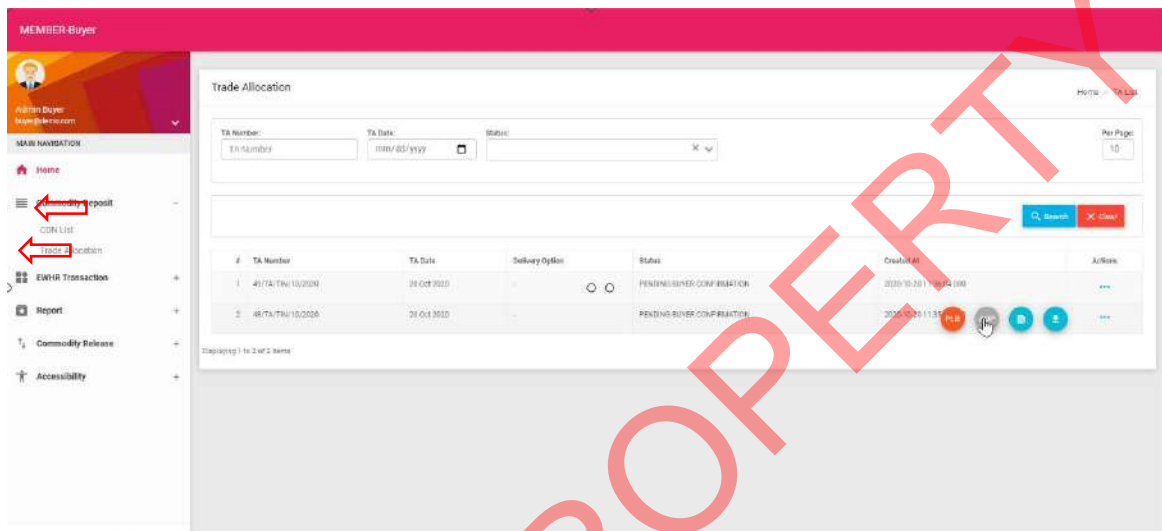 MEMBER-Buyer
Admin Buyer
buyer@demo.com
MAIN NAVIGATION
Home
Commodity Deposit
CDN List
Trade Allocation
EWHR Transaction
Report
Commodity Release
Accessibility
Trade Allocation
Home TA List
TA Number: TA Date: Status: Per Page:
TA Number mm/dd/yyyy 10
Search Clear
# TA Number TA Date Delivery Option Status Created At Actions
1 20 Oct 2020 - PENDING BUYER CONFIRMATION
2 20 Oct 2020 - PENDING BUYER CONFIRMATION
Displaying 1 to 2 of 2 items
PROPERTY